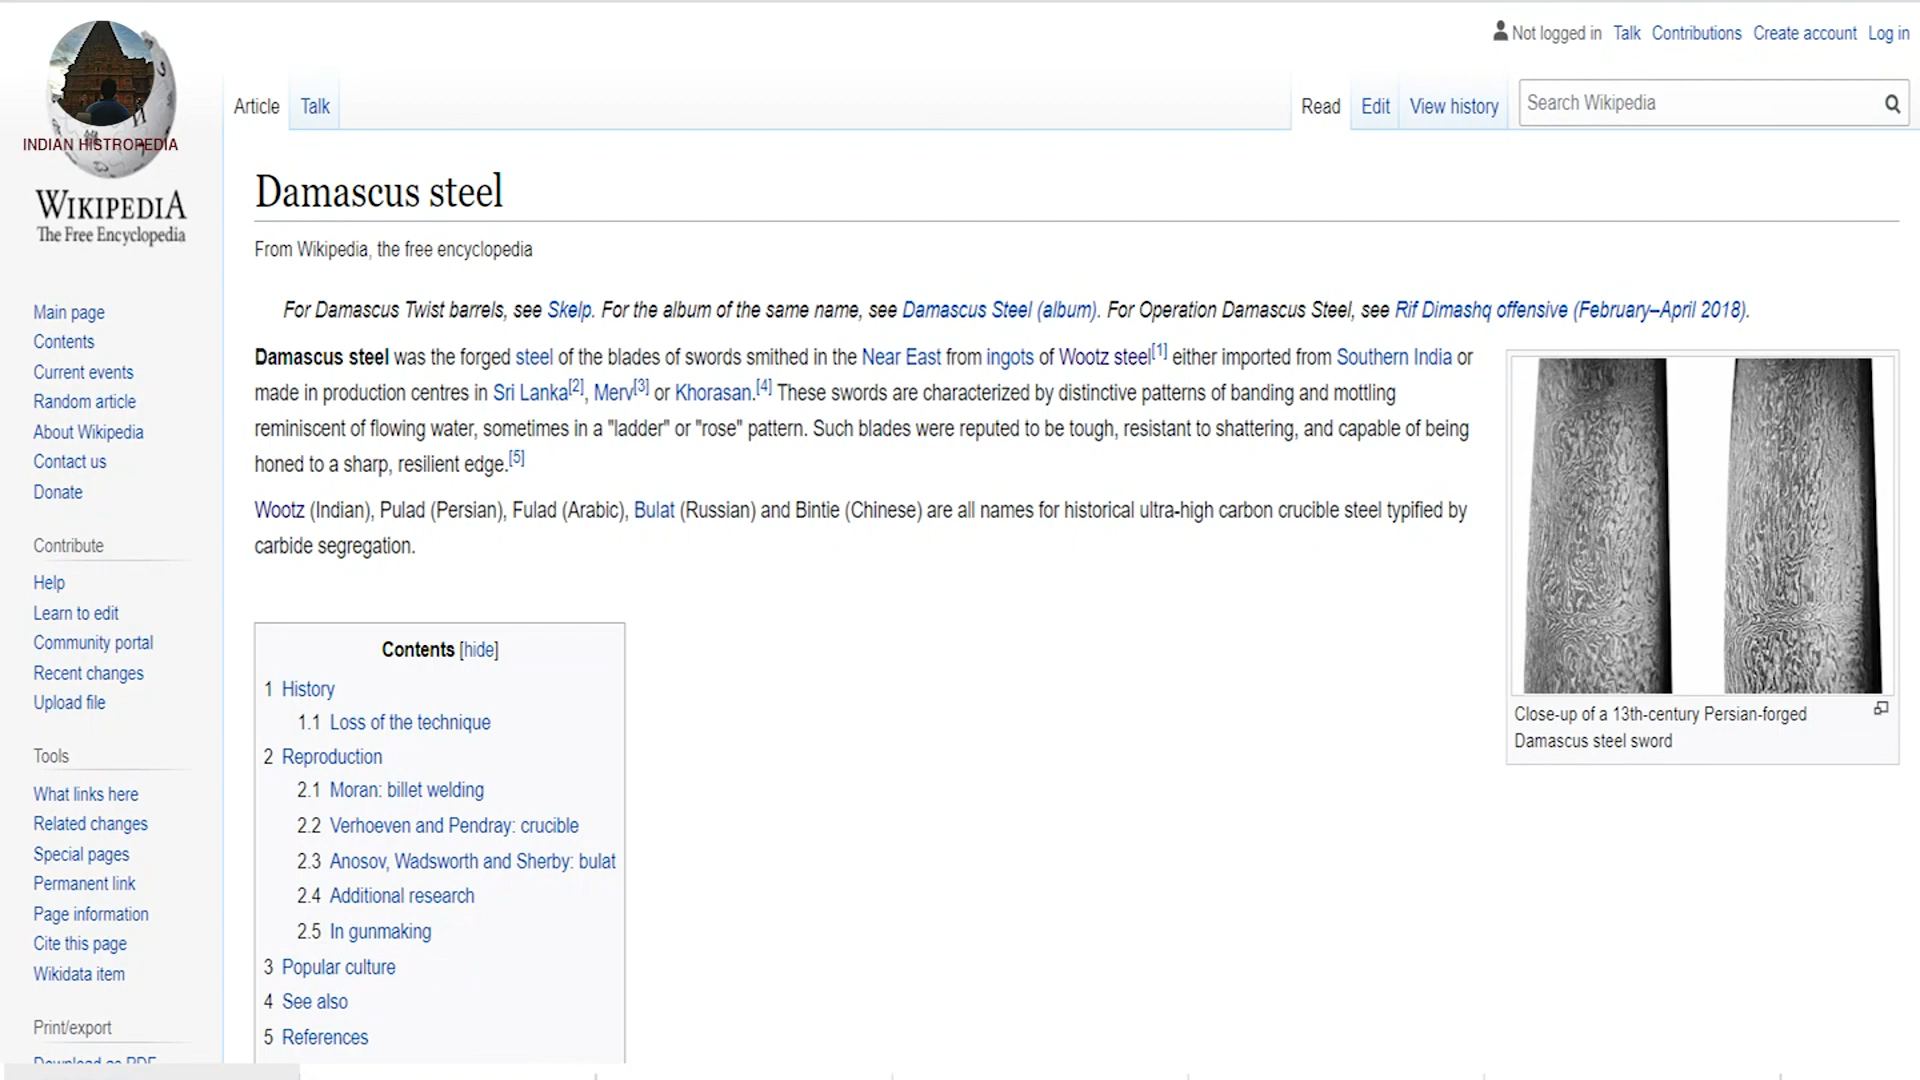 Not logged in Talk Contributions Create account Log in
INDIAN HISTROPEDIA
WIKIPEDIA
The Free Encyclopedia
Article Talk Read Edit View history Search Wikipedia
Damascus steel
From Wikipedia, the free encyclopedia
For Damascus Twist barrels, see Skelp. For the album of the same name, see Damascus Steel (album). For Operation Damascus Steel, see Rif Dimashq offensive (February–April 2018).
Damascus steel was the forged steel of the blades of swords smithed in the Near East from ingots of Wootz steel[1] either imported from Southern India or
made in production centres in Sri Lanka[2], Merv[3] or Khorasan.[4] These swords are characterized by distinctive patterns of banding and mottling
reminiscent of flowing water, sometimes in a "ladder" or "rose" pattern. Such blades were reputed to be tough, resistant to shattering, and capable of being
honed to a sharp, resilient edge.[5]
Wootz (Indian), Pulad (Persian), Fulad (Arabic), Bulat (Russian) and Bintie (Chinese) are all names for historical ultra-high carbon crucible steel typified by
carbide segregation.
Close-up of a 13th-century Persian-forged
Damascus steel sword
Contents [hide]
1 History
1.1 Loss of the technique
2 Reproduction
2.1 Moran: billet welding
2.2 Verhoeven and Pendray: crucible
2.3 Anosov, Wadsworth and Sherby: bulat
2.4 Additional research
2.5 In gunmaking
3 Popular culture
4 See also
5 References
Main page
Contents
Current events
Random article
About Wikipedia
Contact us
Donate
Contribute
Help
Learn to edit
Community portal
Recent changes
Upload file
Tools
What links here
Related changes
Special pages
Permanent link
Page information
Cite this page
Wikidata item
Print/export
Download as PDF